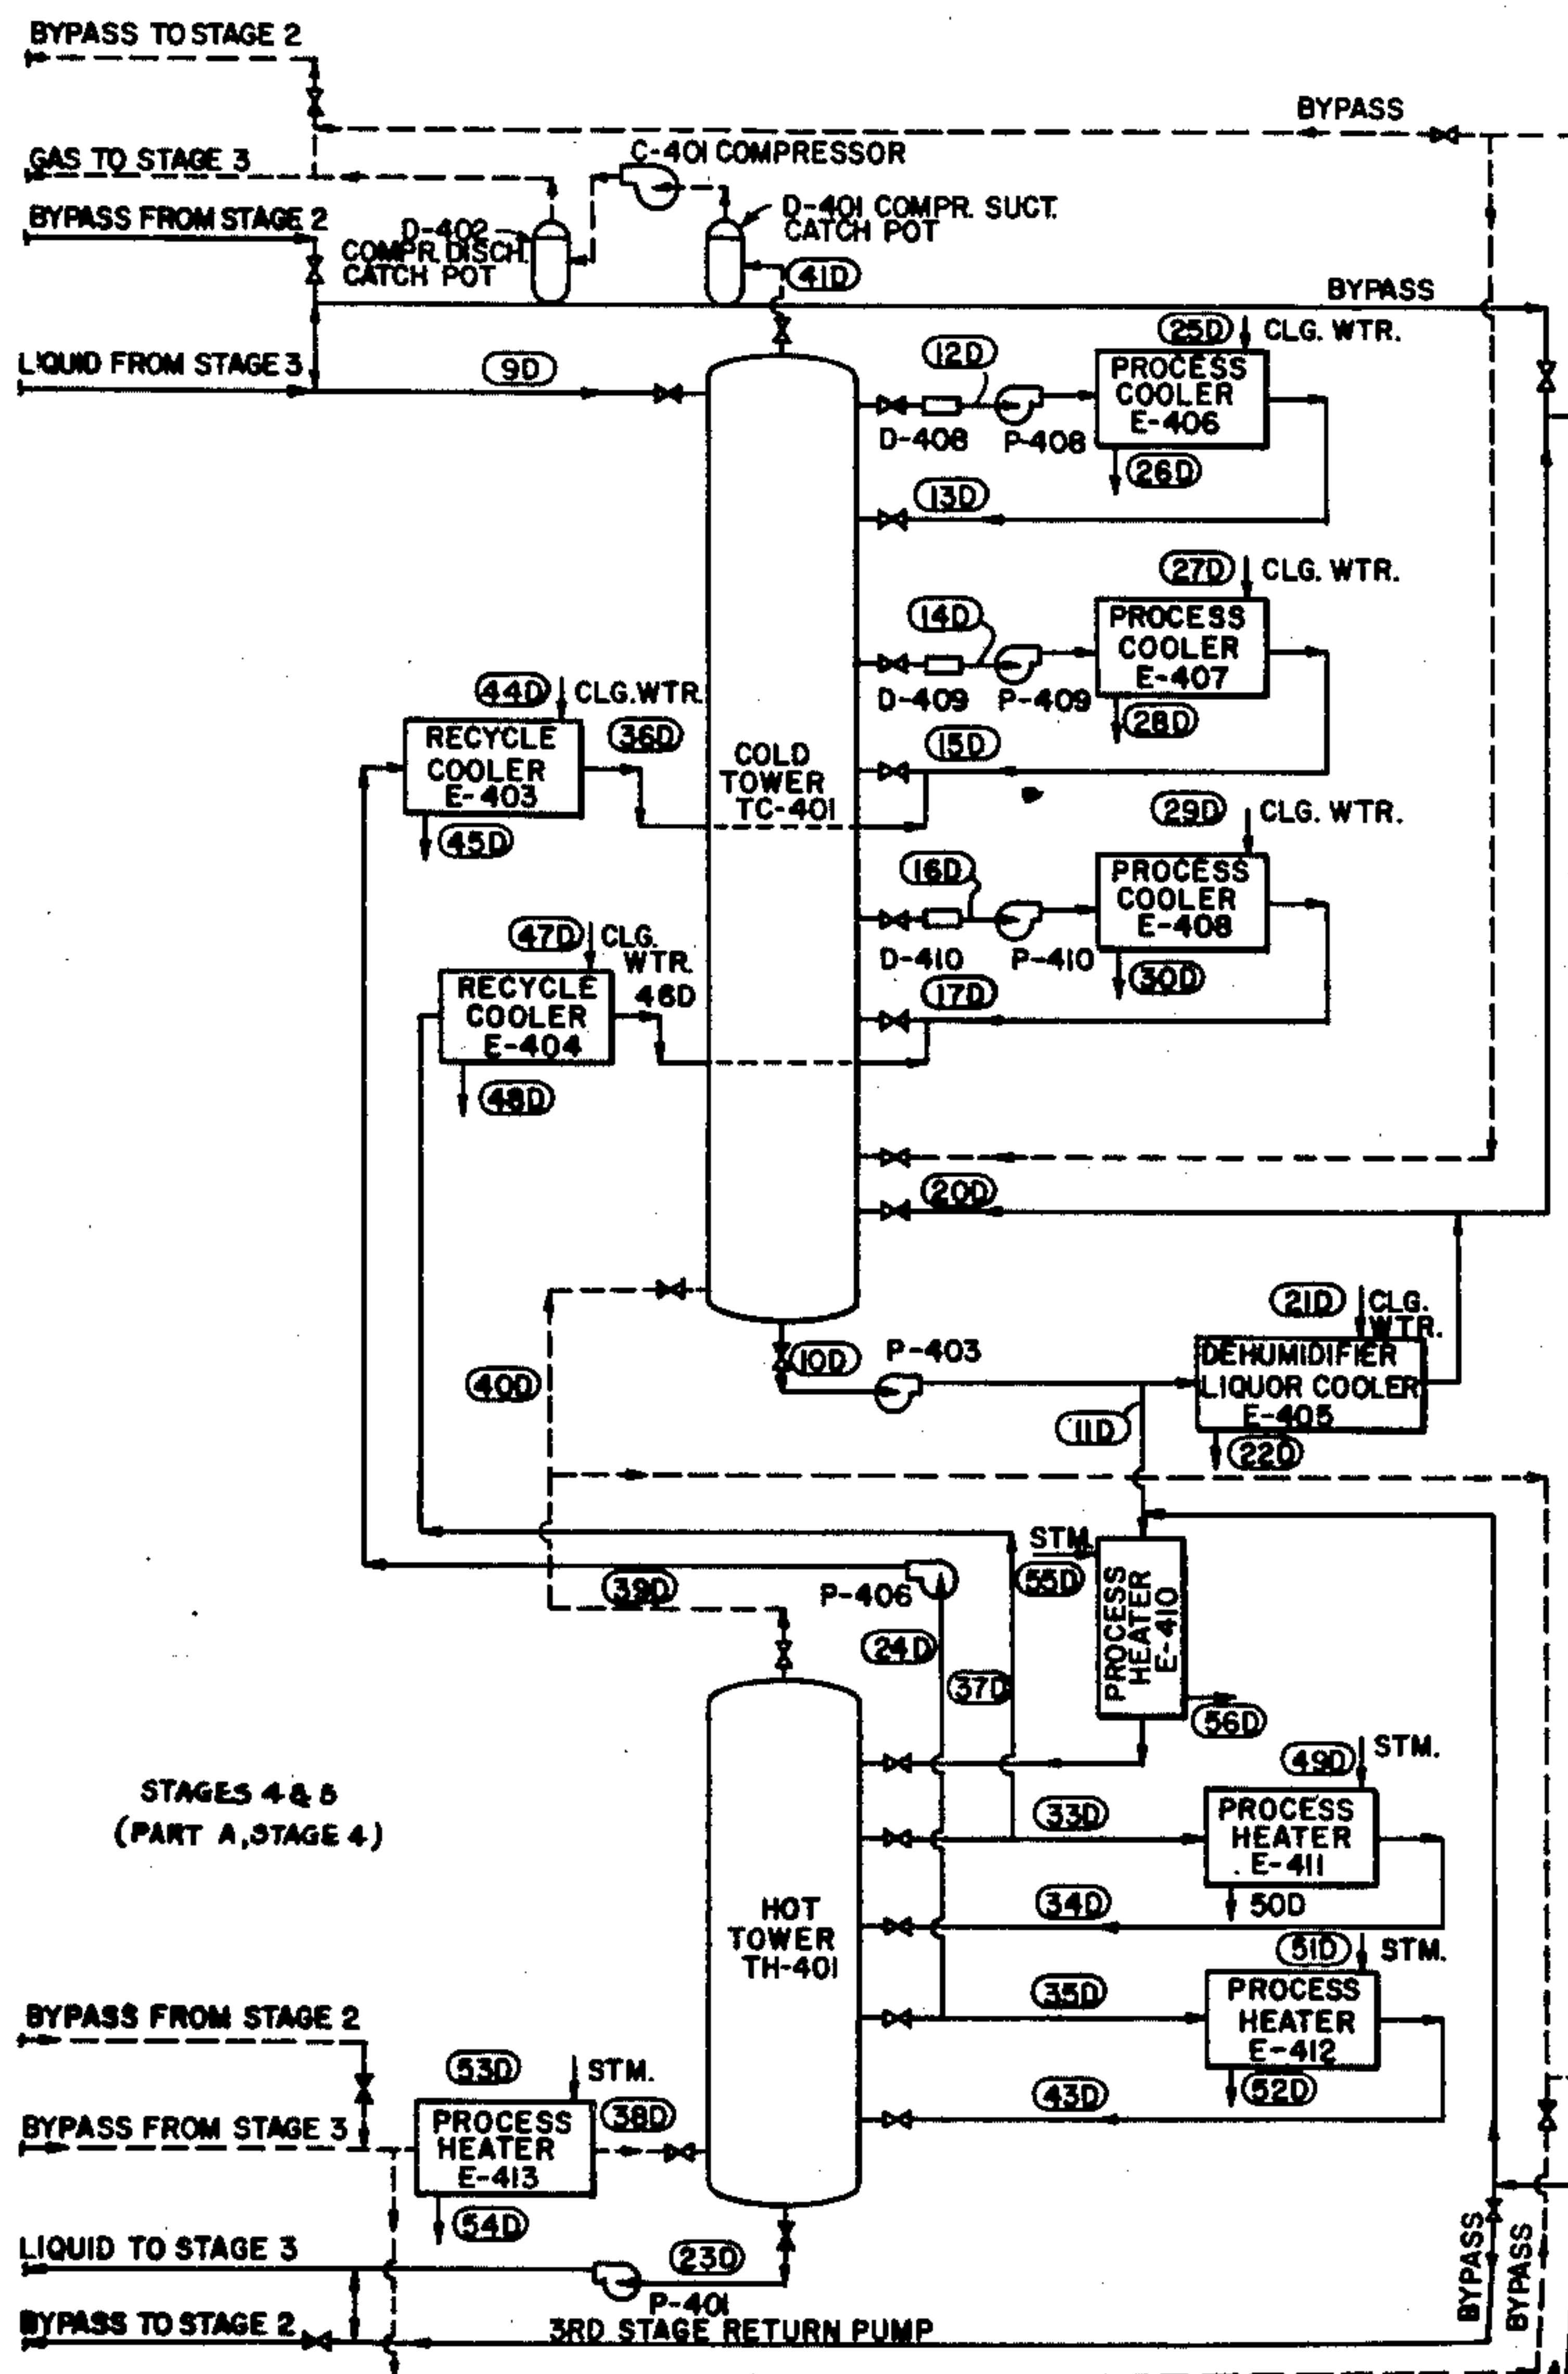 BYPASS TO STAGE 2
BYPASS
GAS TO STAGE 3
C-401 COMPRESSOR
BYPASS FROM STAGE 2
D-402
COMPR. DISCH.
CATCH POT
D-401 COMPR. SUCT.
CATCH POT
41D
BYPASS
LIQUID FROM STAGE 3
9D
12D
25D
CLG. WTR.
PROCESS
COOLER
E-406
D-408
P-408
26D
13D
27D
CLG. WTR.
14D
PROCESS
COOLER
E-407
D-409
P-409
28D
44D
CLG. WTR.
RECYCLE
COOLER
E-403
36D
45D
COLD
TOWER
TC-401
15D
29D
CLG. WTR.
16D
PROCESS
COOLER
E-408
D-410
P-410
30D
47D
CLG.
WTR.
RECYCLE
COOLER
E-404
46D
48D
17D
20D
21D
CLG.
WTR.
40D
10D
P-403
DEHUMIDIFIER
LIQUOR COOLER
E-405
11D
22D
STM.
55D
PROCESS
HEATER
E-410
39D
P-406
24D
37D
56D
STAGES 4 & 5
(PART A, STAGE 4)
49D
STM.
33D
PROCESS
HEATER
E-411
50D
34D
HOT
TOWER
TH-401
51D
STM.
35D
PROCESS
HEATER
E-412
52D
43D
BYPASS FROM STAGE 2
53D
STM.
BYPASS FROM STAGE 3
PROCESS
HEATER
E-413
38D
54D
LIQUID TO STAGE 3
23D
P-401
BYPASS TO STAGE 2
3RD STAGE RETURN PUMP
BYPASS
BYPASS